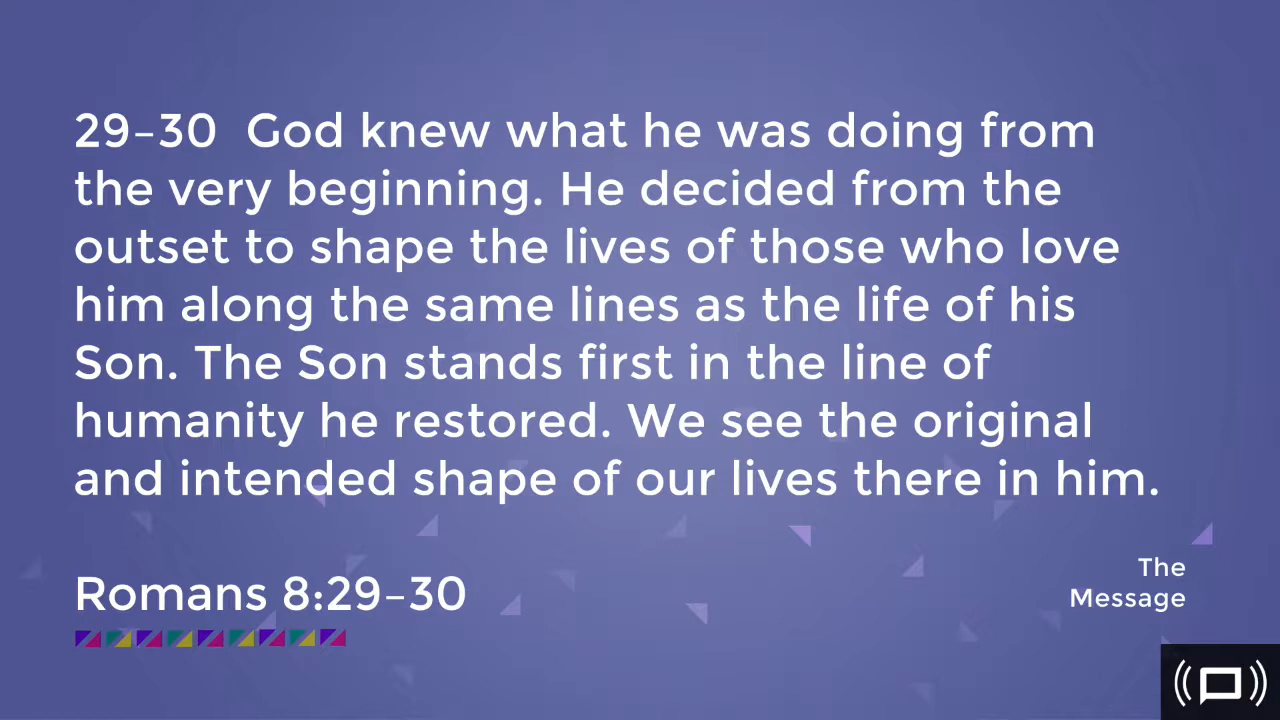 29–30  God knew what he was doing from
the very beginning. He decided from the
outset to shape the lives of those who love
him along the same lines as the life of his
Son. The Son stands first in the line of
humanity he restored. We see the original
and intended shape of our lives there in him.
Romans 8:29–30
The
Message